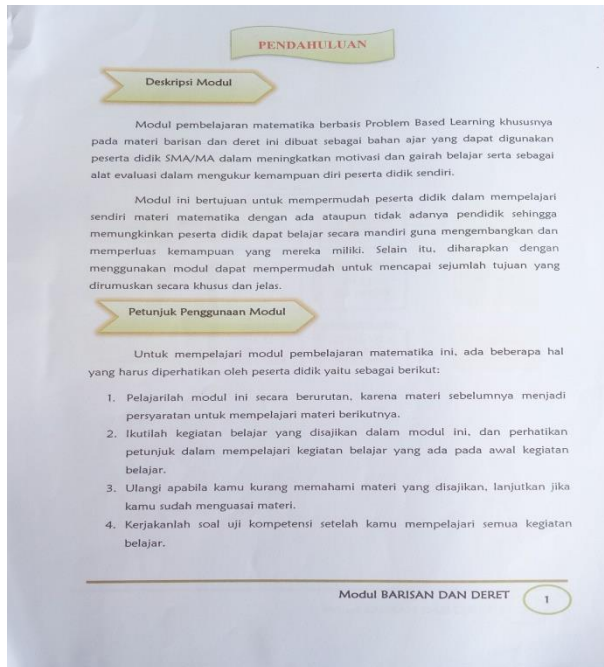 PENDAHULUAN
Deskripsi Modul
Modul pembelajaran matematika berbasis Problem Based Learning khususnya
pada materi barisan dan deret ini dibuat sebagai bahan ajar yang dapat digunakan
peserta didik SMA/MA dalam meningkatkan motivasi dan gairah belajar serta sebagai
alat evaluasi dalam mengukur kemampuan diri peserta didik sendiri.
Modul ini bertujuan untuk mempermudah peserta didik dalam mempelajari
sendiri materi matematika dengan ada ataupun tidak adanya pendidik sehingga
memungkinkan peserta didik dapat belajar secara mandiri guna mengembangkan dan
memperluas kemampuan yang mereka miliki. Selain itu, diharapkan dengan
menggunakan modul dapat mempermudah untuk mencapai sejumlah tujuan yang
dirumuskan secara khusus dan jelas.
Petunjuk Penggunaan Modul
Untuk mempelajari modul pembelajaran matematika ini, ada beberapa hal
yang harus diperhatikan oleh peserta didik yaitu sebagai berikut:
1. Pelajarilah modul ini secara berurutan, karena materi sebelumnya menjadi
persyaratan untuk mempelajari materi berikutnya.
2. Ikutilah kegiatan belajar yang disajikan dalam modul ini, dan perhatikan
petunjuk dalam mempelajari kegiatan belajar yang ada pada awal kegiatan
belajar.
3. Ulangi apabila kamu kurang memahami materi yang disajikan, lanjutkan jika
kamu sudah menguasai materi.
4. Kerjakanlah soal uji kompetensi setelah kamu mempelajari semua kegiatan
belajar.
Modul BARISAN DAN DERET 1